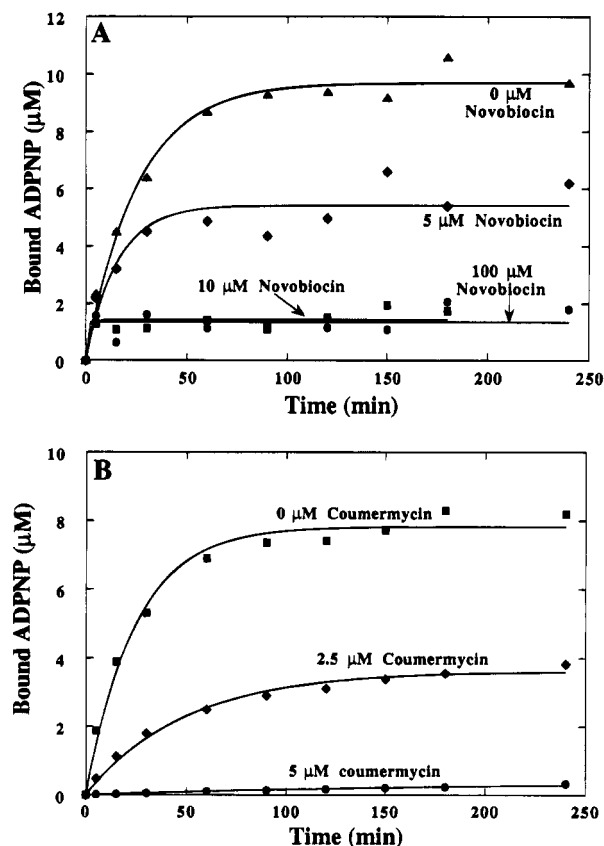 A
12
10
8
6
4
2
0
Bound ADPNP (μM)
0 μM
Novobiocin
5 μM Novobiocin
10 μM Novobiocin
100 μM
Novobiocin
0
50
100
150
200
250
Time (min)
B
10
8
6
4
2
0
Bound ADPNP (μM)
0 μM Coumermycin
2.5 μM Coumermycin
5 μM coumermycin
0
50
100
150
200
250
Time (min)